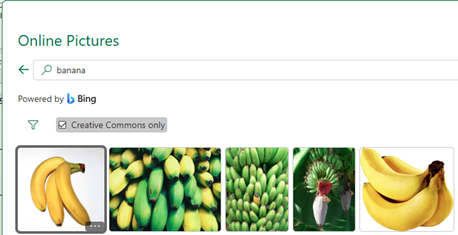 Online Pictures
banana
Powered by Bing
Creative Commons only